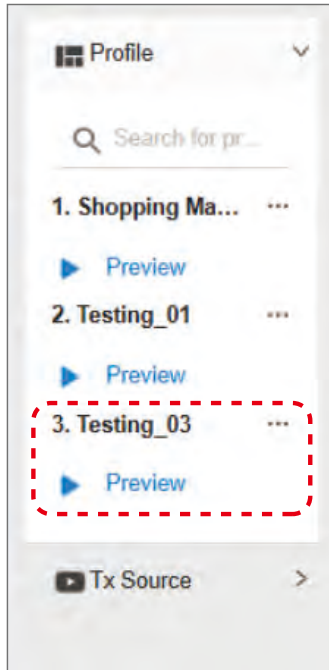 Profile
Search for pr...
1. Shopping Ma... ...
Preview
2. Testing_01 ...
Preview
3. Testing_03 ...
Preview
Tx Source